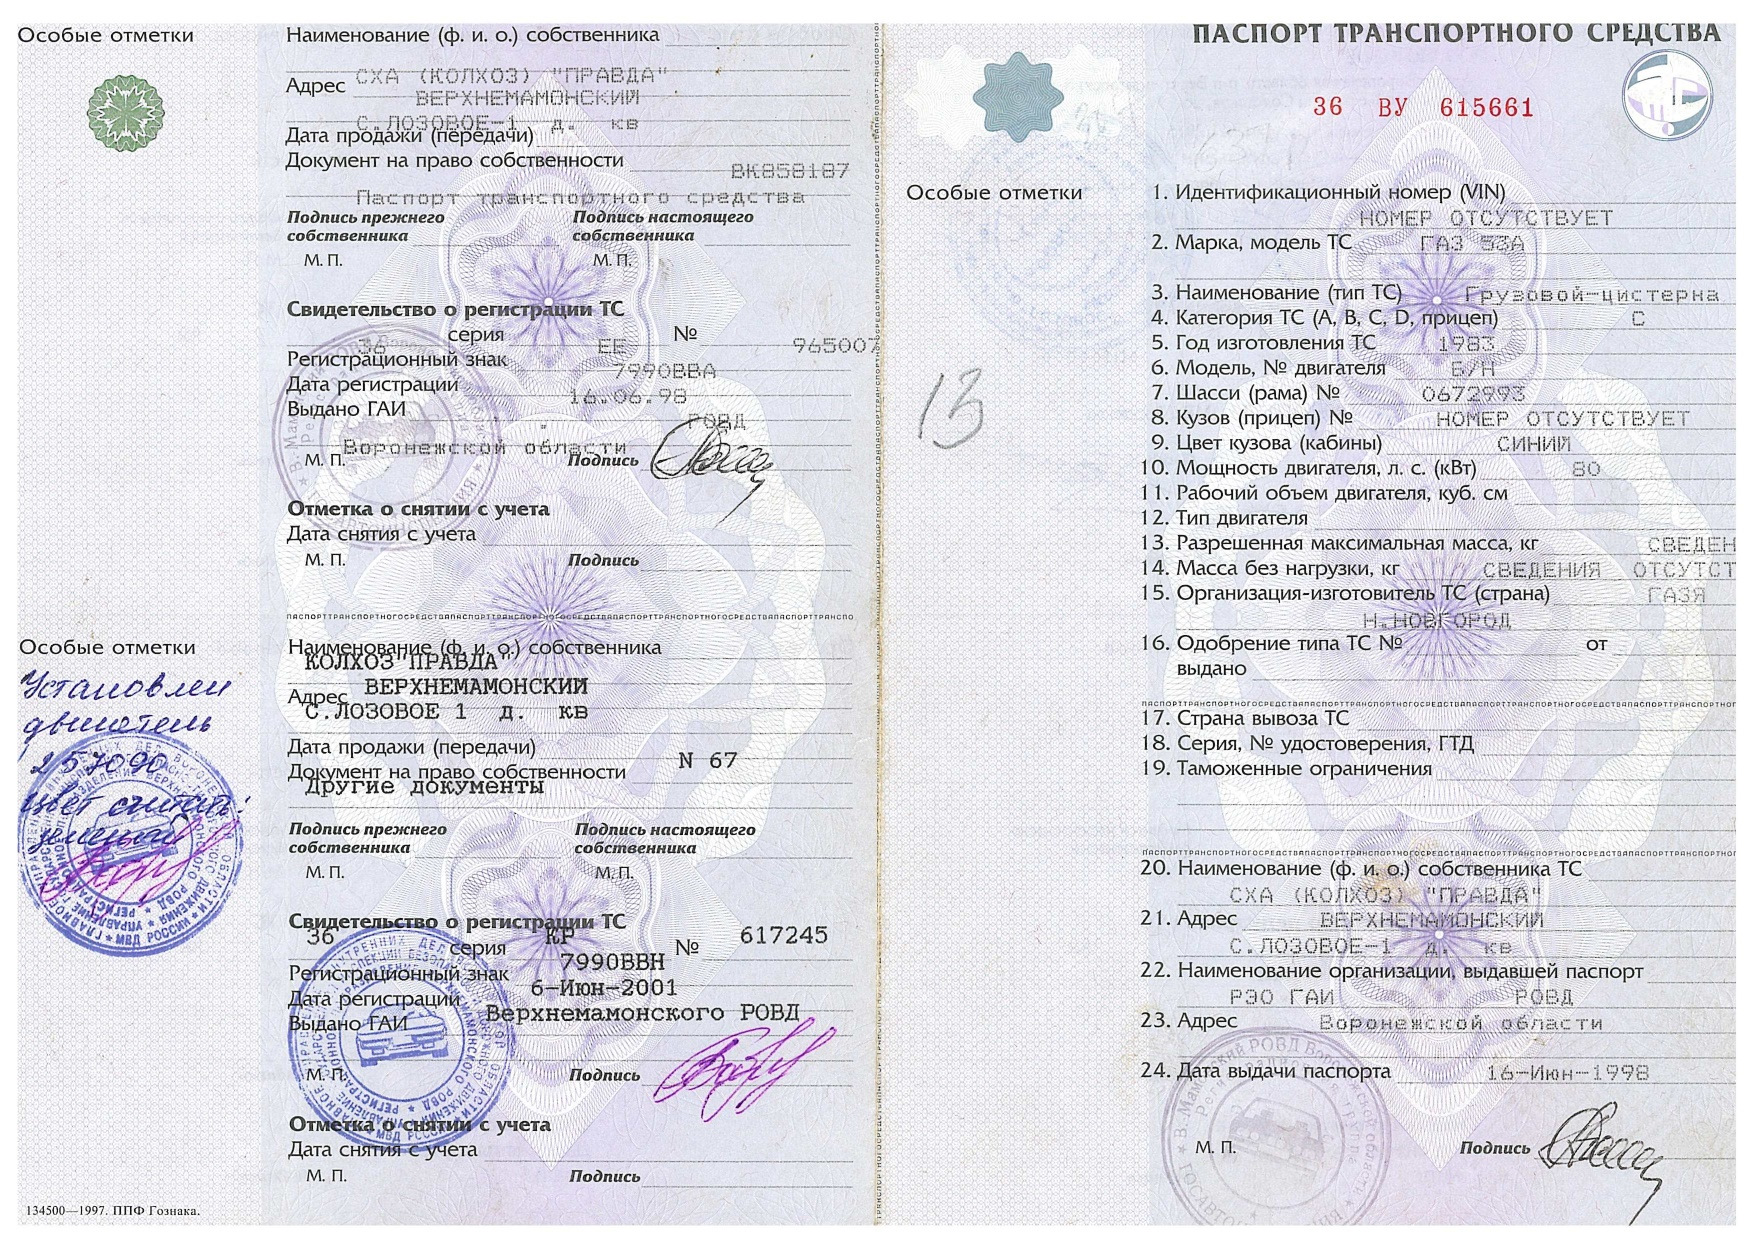 Особые отметки
Наименование (ф. и. о.) собственника
СХА (КОЛХОЗ) "ПРАВДА"
Адрес
ВЕРХНЕМАМОНСКИЙ
С.ЛОЗОВОЕ-1 д. кв
Дата продажи (передачи)
Документ на право собственности
ВК858187
Паспорт транспортного средства
Подпись прежнего собственника
Подпись настоящего собственника
М. П.
М. П.
Свидетельство о регистрации ТС
серия №
36 ЕЕ 965007
Регистрационный знак
7990ВВА
Дата регистрации
16.06.98
Выдано ГАИ
РОВД
Воронежской области
М. П. Подпись
Отметка о снятии с учета
Дата снятия с учета
М. П. Подпись
Особые отметки
Установлен
двигатель
257090
Цвет считать:
зеленый
Наименование (ф. и. о.) собственника
КОЛХОЗ"ПРАВДА"
Адрес ВЕРХНЕМАМОНСКИЙ
С.ЛОЗОВОЕ 1 д. кв
Дата продажи (передачи)
N 67
Документ на право собственности
Другие документы
Подпись прежнего собственника
Подпись настоящего собственника
М. П.
М. П.
Свидетельство о регистрации ТС
36 серия КР № 617245
Регистрационный знак 7990ВВН
Дата регистрации 6-Июн-2001
Выдано ГАИ Верхнемамонского РОВД
М. П. Подпись
Отметка о снятии с учета
Дата снятия с учета
М. П. Подпись
134500—1997. ППФ Гознака.
ПАСПОРТ ТРАНСПОРТНОГО СРЕДСТВА
36 ВУ 615661
Особые отметки
13
1. Идентификационный номер (VIN)
НОМЕР ОТСУТСТВУЕТ
2. Марка, модель ТС ГАЗ 53А
3. Наименование (тип ТС) Грузовой-цистерна
4. Категория ТС (A, B, C, D, прицеп) С
5. Год изготовления ТС 1983
6. Модель, № двигателя Б/Н
7. Шасси (рама) № 0672993
8. Кузов (прицеп) № НОМЕР ОТСУТСТВУЕТ
9. Цвет кузова (кабины) СИНИЙ
10. Мощность двигателя, л. с. (кВт) 80
11. Рабочий объем двигателя, куб. см
12. Тип двигателя
13. Разрешенная максимальная масса, кг СВЕДЕН
14. Масса без нагрузки, кг СВЕДЕНИЯ ОТСУТСТ
15. Организация-изготовитель ТС (страна) ГАЗЯ
Н.НОВГОРОД
16. Одобрение типа ТС № от
выдано
17. Страна вывоза ТС
18. Серия, № удостоверения, ГТД
19. Таможенные ограничения
20. Наименование (ф. и. о.) собственника ТС
СХА (КОЛХОЗ) "ПРАВДА"
21. Адрес ВЕРХНЕМАМОНСКИЙ
С.ЛОЗОВОЕ-1 д. кв
22. Наименование организации, выдавшей паспорт
РЭО ГАИ РОВД
23. Адрес Воронежской области
24. Дата выдачи паспорта 16-Июн-1998
М. П. Подпись